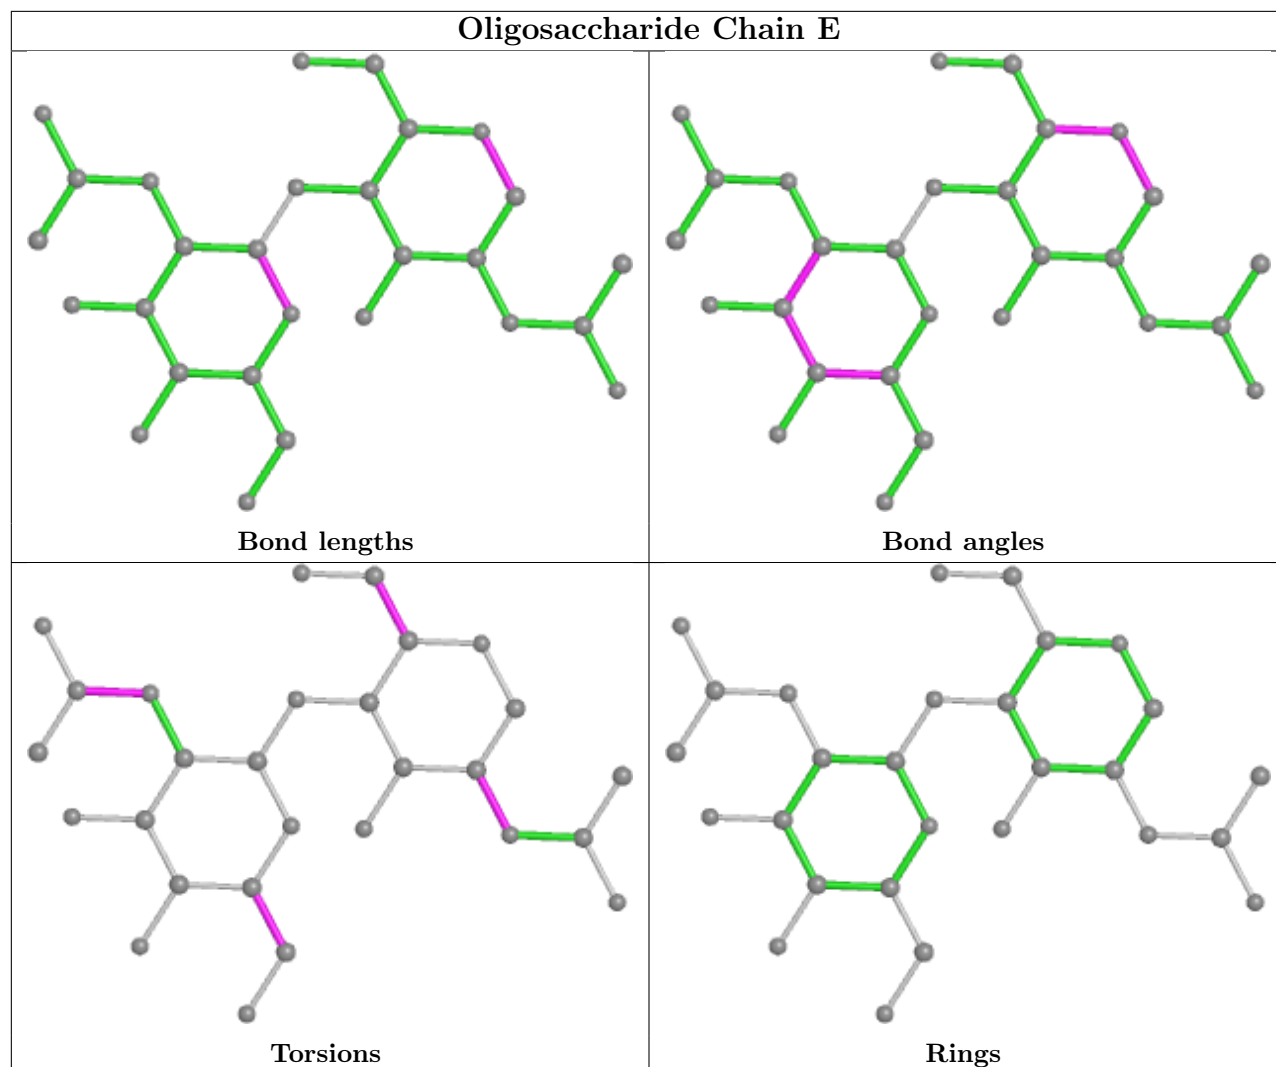 Oligosaccharide Chain E
Bond lengths
Bond angles
Torsions
Rings